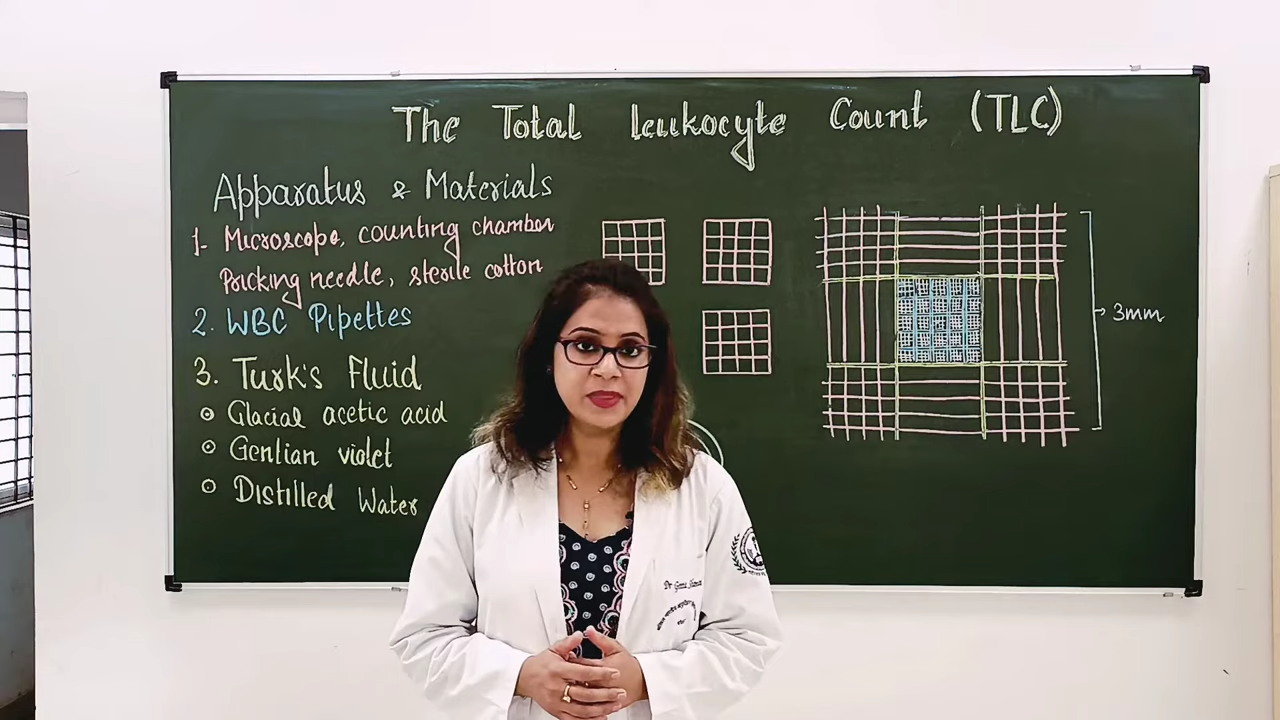 The Total Leukocyte Count (TLC)
Apparatus & Materials
1. Microscope, counting chamber
Pricking needle, sterile cotton
2. WBC Pipettes
3. Turk's Fluid
Glacial acetic acid
Gentian violet
Distilled Water
3mm
Dr